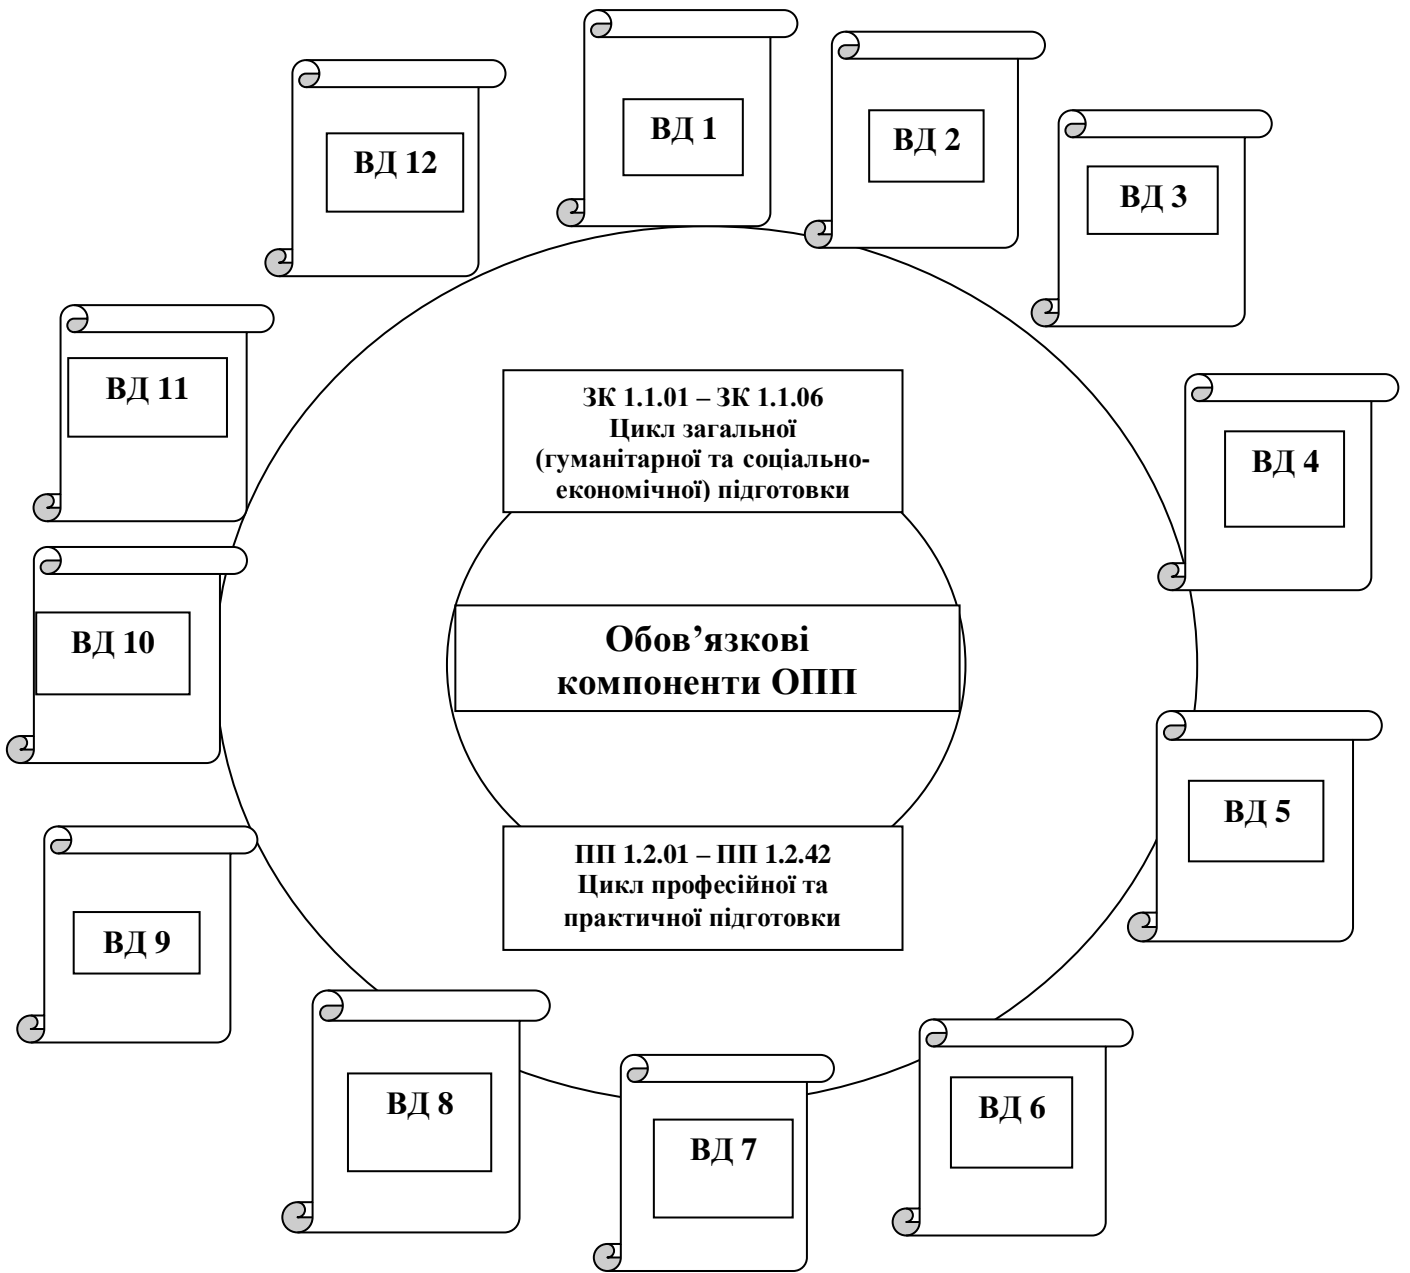 ВД 1
ВД 2
ВД 12
ВД 3
ЗК 1.1.01 – ЗК 1.1.06
Цикл загальної
(гуманітарної та соціально-
економічної) підготовки
ВД 11
ВД 4
Обов’язкові
компоненти ОПП
ВД 10
ВД 5
ПП 1.2.01 – ПП 1.2.42
Цикл професійної та
практичної підготовки
ВД 9
ВД 8
ВД 7
ВД 6